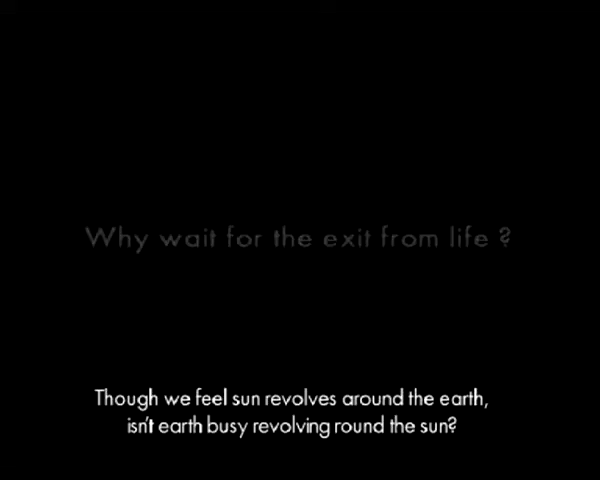 Why wait for the exit from life ?
Though we feel sun revolves around the earth,
isn't earth busy revolving round the sun?